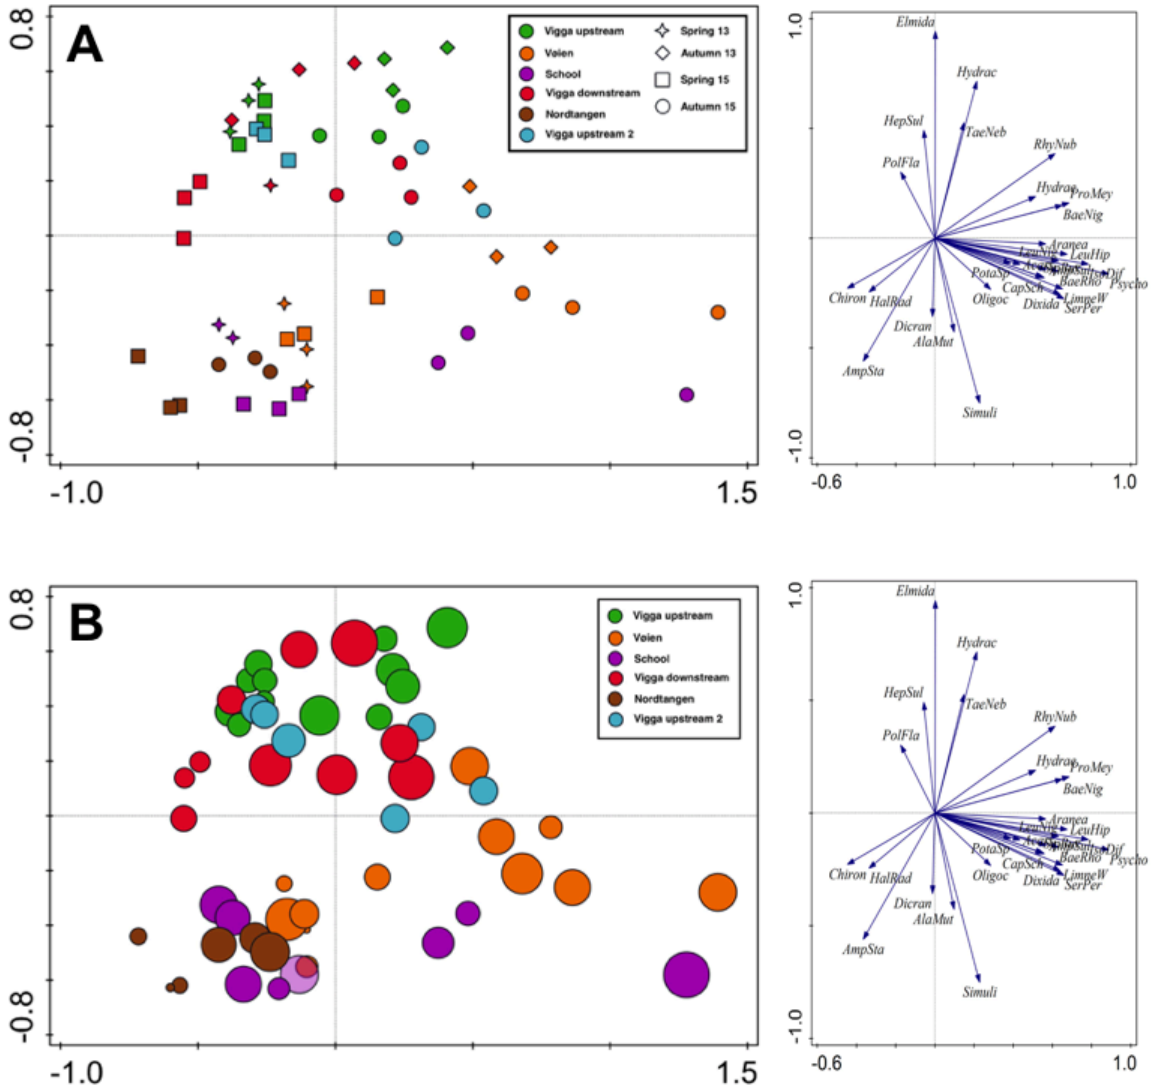 A
0.8
-0.8
-1.0
1.5
Vigga upstream
Vøien
School
Vigga downstream
Nordtangen
Vigga upstream 2
Spring 13
Autumn 13
Spring 15
Autumn 15
1.0
-1.0
-0.6
1.0
Elmida
Hydrac
HepSul
TaeNeb
RhyNub
PolFla
Hydrae
ProMey
BaeNig
Aranea
LeuNig
LeuHip
PotaSp
BaeRho
Psycho
CapSch
Chiron
HalRad
Oligoc
Dixida
LimneW
SerPer
Dicran
AlaMut
AmpSta
Simuli
B
0.8
-0.8
-1.0
1.5
Vigga upstream
Vøien
School
Vigga downstream
Nordtangen
Vigga upstream 2
1.0
-1.0
-0.6
1.0
Elmida
Hydrac
HepSul
TaeNeb
RhyNub
PolFla
Hydrae
ProMey
BaeNig
Aranea
LeuNig
LeuHip
PotaSp
BaeRho
Psycho
CapSch
Chiron
HalRad
Oligoc
Dixida
LimneW
SerPer
Dicran
AlaMut
AmpSta
Simuli